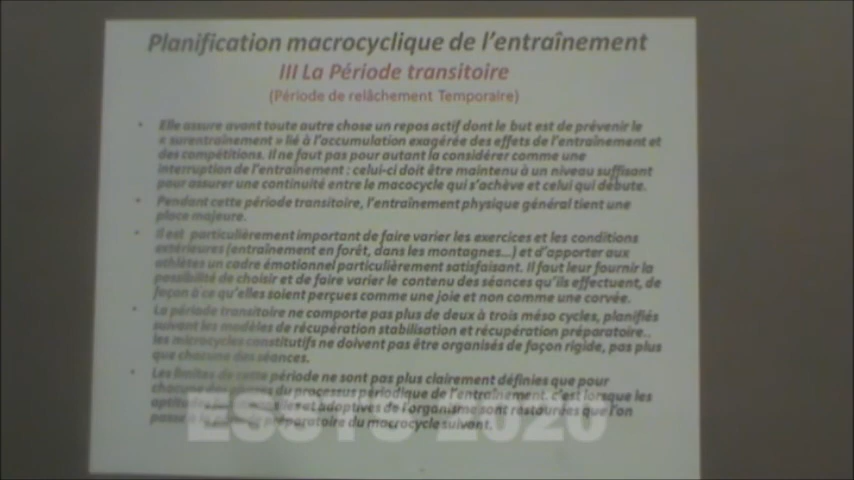 Planification macrocyclique de l'entraînement
III La Période transitoire
(Période de relâchement Temporaire)
• Elle assure avant toute autre chose un repos actif dont le but est de prévenir le
« surentraînement » lié à l'accumulation exagérée des effets de l'entraînement et
des compétitions. Il ne faut pas pour autant la considérer comme une
interruption de l'entraînement : celui-ci doit être maintenu à un niveau suffisant
pour assurer une continuité entre le macocycle qui s'achève et celui qui débute.
• Pendant cette période transitoire, l'entraînement physique général tient une
place majeure.
• Il est particulièrement important de faire varier les exercices et les conditions
extérieures (entraînement en forêt, dans les montagnes...) et d'apporter aux
athlètes un cadre émotionnel particulièrement satisfaisant. Il faut leur fournir la
possibilité de choisir et de faire varier le contenu des séances qu'ils effectuent, de
façon à ce qu'elles soient perçues comme une joie et non comme une corvée.
• La période transitoire ne comporte pas plus de deux à trois méso cycles, planifiés
suivant les modèles de récupération stabilisation et récupération préparatoire..
les microcycles constitutifs ne doivent pas être organisés de façon rigide, pas plus
que chacune des séances.
• Les limites de cette période ne sont pas plus clairement définies que pour
chacune des du processus périodique de l'entraînement. c'est lorsque les
et adaptives de l'organisme sont restaurées que l'on
passe à préparatoire du macrocycle suivant.
2020